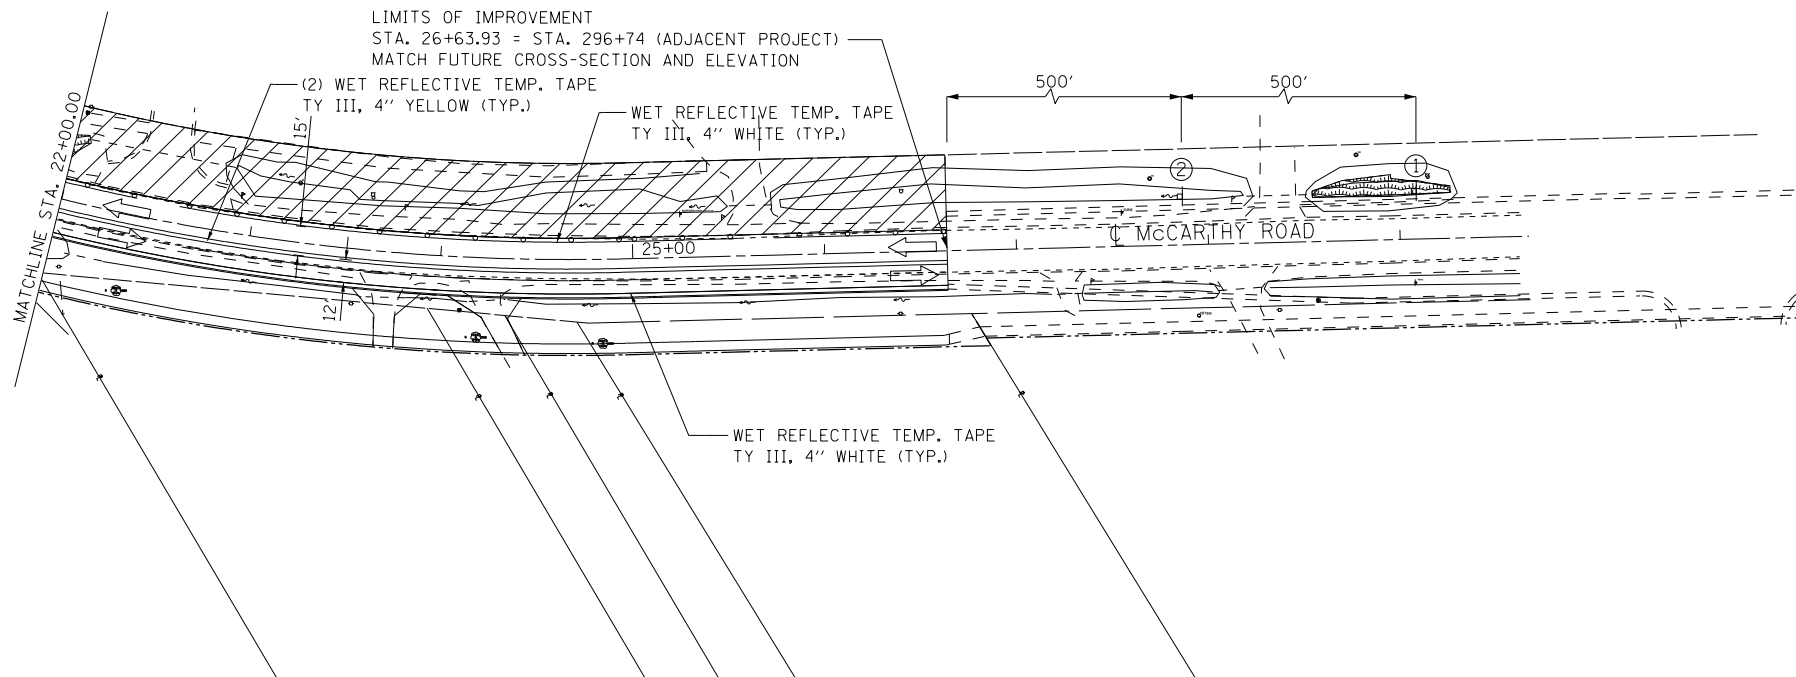 LIMITS OF IMPROVEMENT
STA. 26+63.93 = STA. 296+74 (ADJACENT PROJECT)
MATCH FUTURE CROSS-SECTION AND ELEVATION
(2) WET REFLECTIVE TEMP. TAPE
TY III, 4" YELLOW (TYP.)
WET REFLECTIVE TEMP. TAPE
TY III, 4" WHITE (TYP.)
500'
500'
15'
2
1
MATCHLINE STA. 22+00.00
25+00
℄ McCARTHY ROAD
12'
WET REFLECTIVE TEMP. TAPE
TY III, 4" WHITE (TYP.)